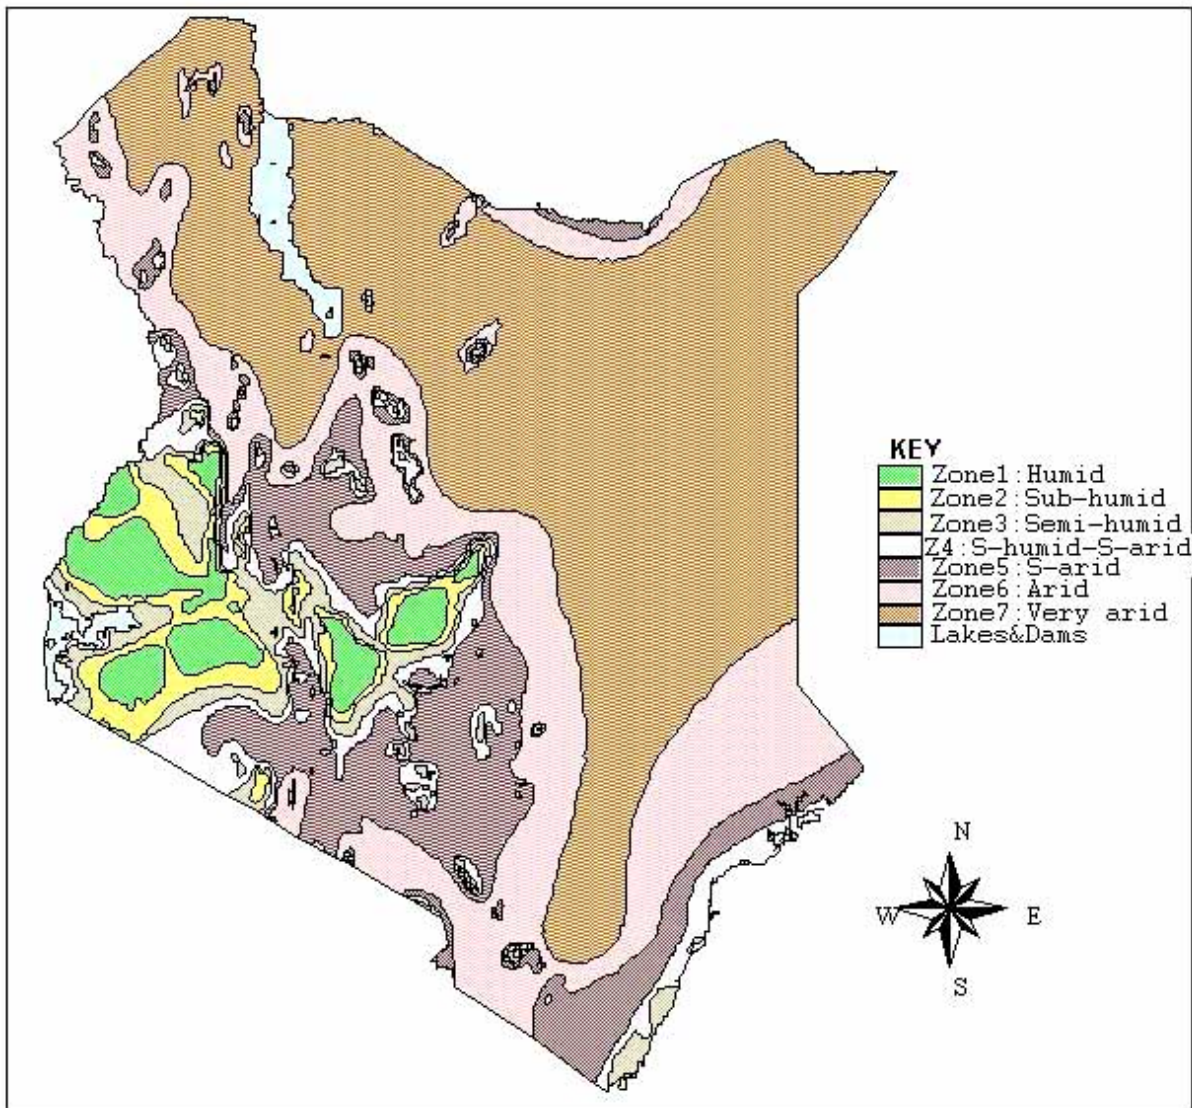 KEY
Zone1:Humid
Zone2:Sub-humid
Zone3:Semi-humid
Z4:S-humid-S-arid
Zone5:S-arid
Zone6:Arid
Zone7:Very arid
Lakes&Dams
N
W E
S